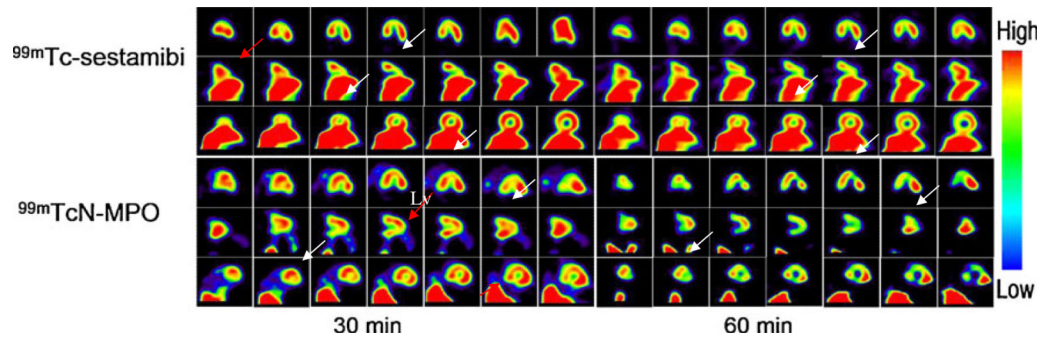 High
⁹⁹ᵐTc-sestamibi
⁹⁹ᵐTcN-MPO
Lv
Low
30 min
60 min